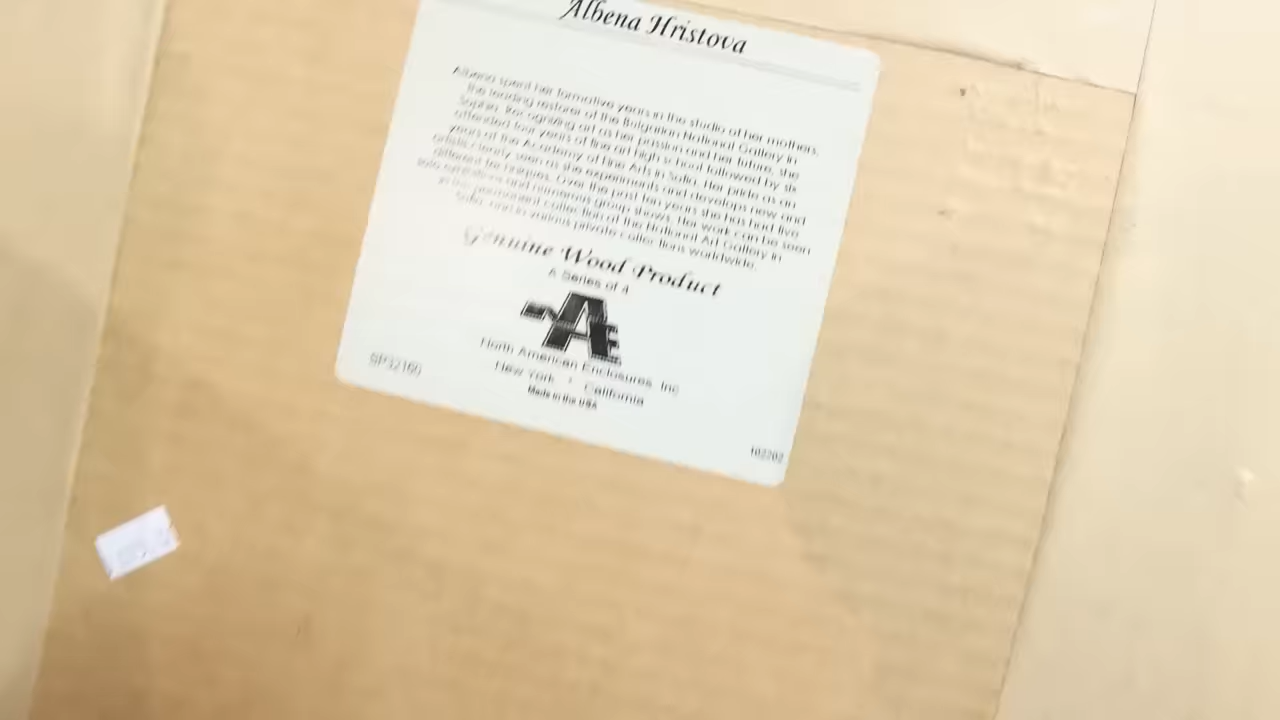 Albena Hristova
Albena spent her formative years in the studio of her mothers,
the leading restorer of the Bulgarian National Gallery in
Sophia. Recognizing art as her passion and her future, she
attended four years of fine art high school followed by six
years at the Academy of Fine Arts in Sofia. Her pride as an
artist is clearly seen as she experiments and develops new and
different techniques. Over the past ten years she has had five
solo exhibitions and numerous group shows. Her work can be seen
in the permanent collection of the National Art Gallery in
Sofia, and in various private collections worldwide.
Genuine Wood Product
A Series of 4
NAE
North American Enclosures, Inc
New York • California
Made in the USA
SP32160
102202